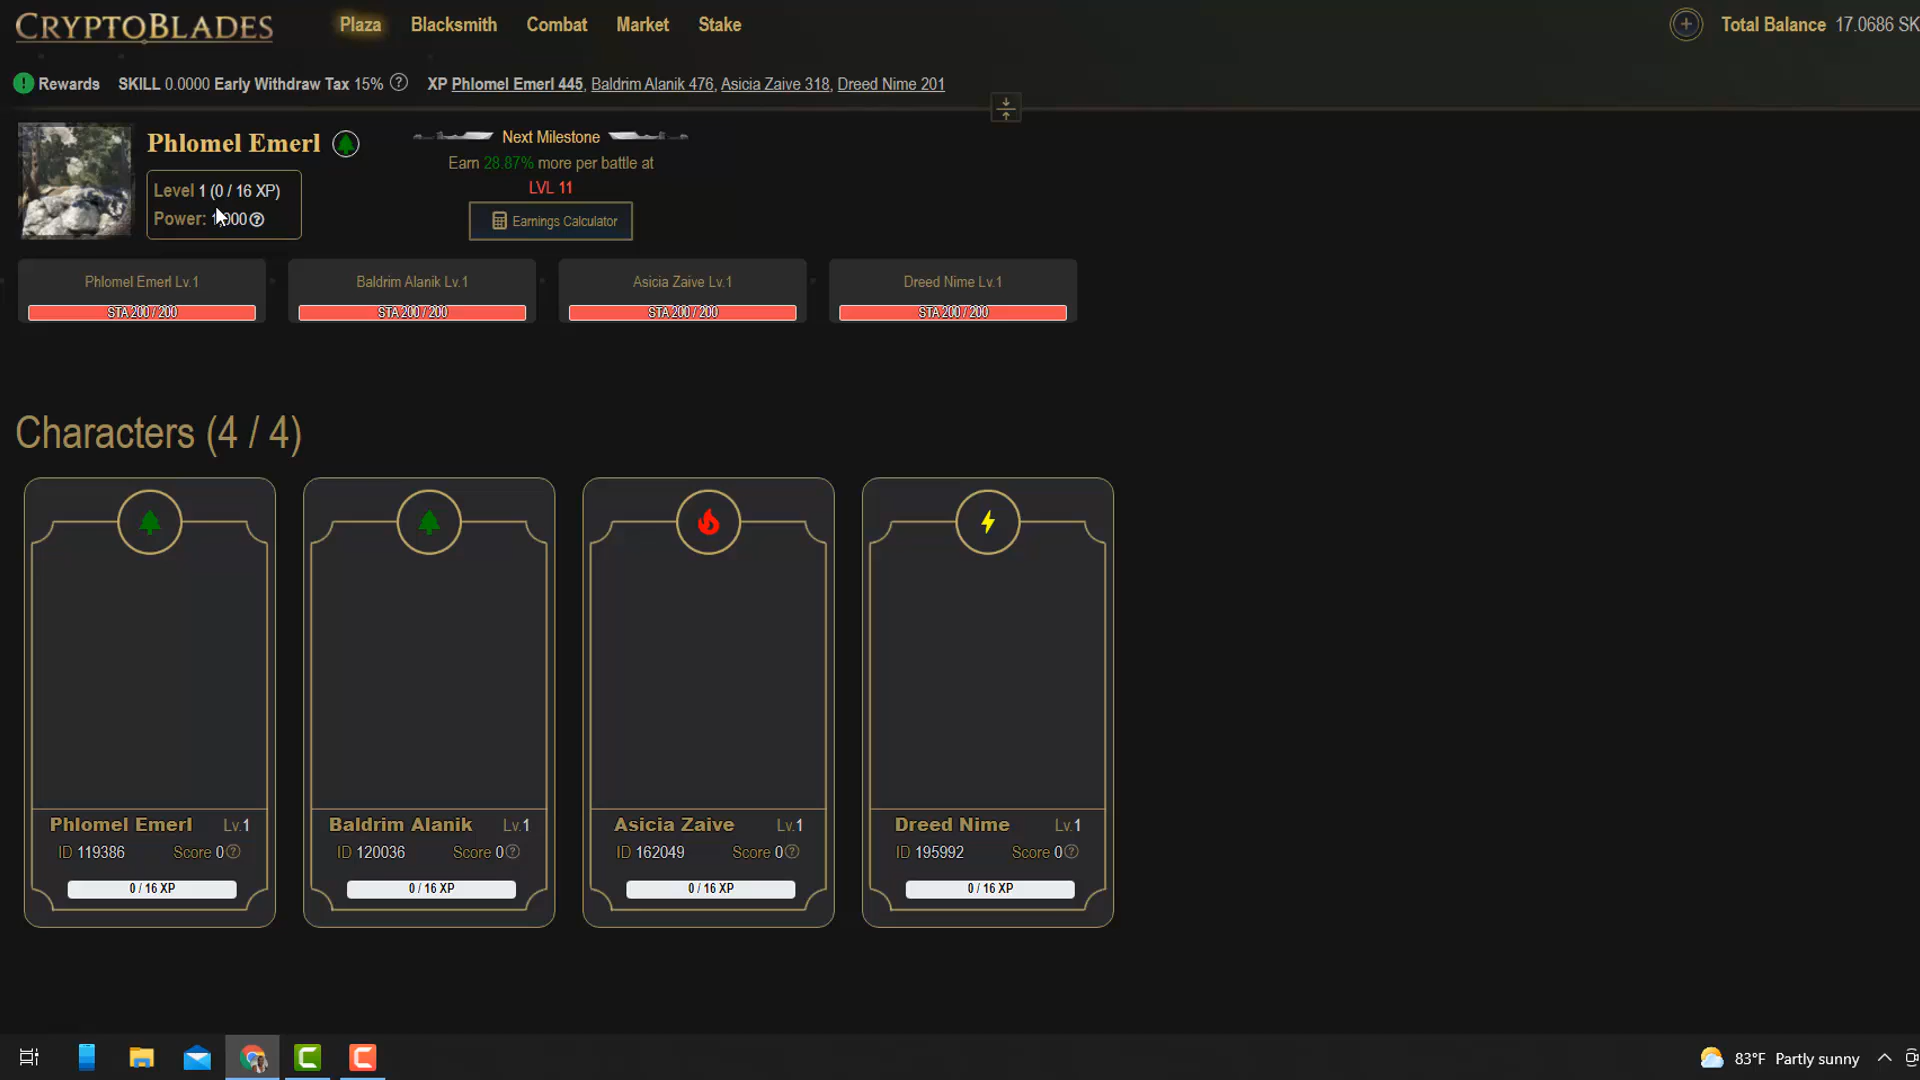 CRYPTOBLADES
Plaza Blacksmith Combat Market Stake
Total Balance 17.0686 SK
Rewards SKILL 0.0000 Early Withdraw Tax 15% XP Phlomel Emerl 445, Baldrim Alanik 476, Asicia Zaive 318, Dreed Nime 201
Phlomel Emerl
Level 1 (0 / 16 XP)
Power:
Next Milestone
Earn 28.87% more per battle at
LVL 11
Earnings Calculator
Phlomel Emerl Lv.1
STA 200 / 200
Baldrim Alanik Lv.1
STA 200 / 200
Asicia Zaive Lv.1
STA 200 / 200
Dreed Nime Lv.1
STA 200 / 200
Characters (4 / 4)
Phlomel Emerl Lv.1
ID 119386 Score 0
0 / 16 XP
Baldrim Alanik Lv.1
ID 120036 Score 0
0 / 16 XP
Asicia Zaive Lv.1
ID 162049 Score 0
0 / 16 XP
Dreed Nime Lv.1
ID 195992 Score 0
0 / 16 XP
83°F Partly sunny